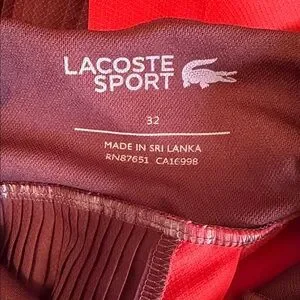 LACOSTE
SPORT
32
MADE IN SRI LANKA
RN87651 CA16998